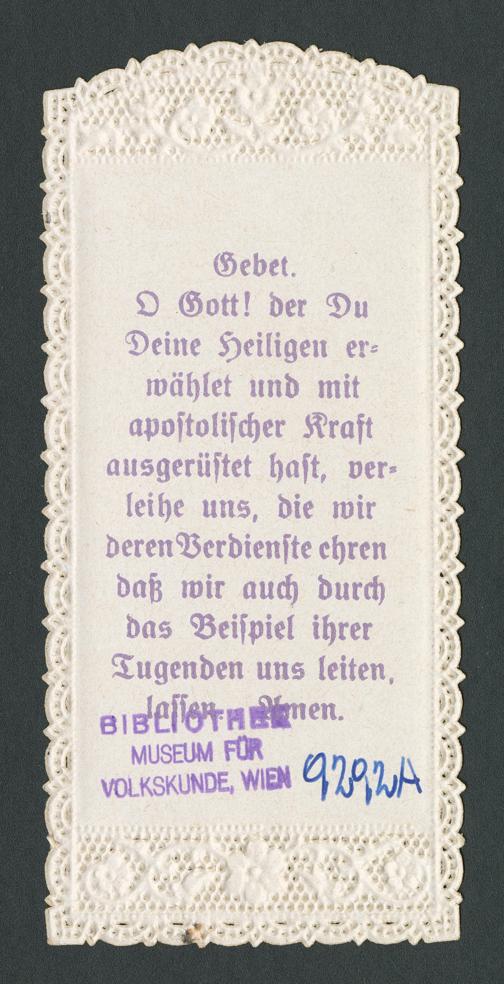 Gebet.
O Gott! der Du
Deine Heiligen er-
wählet und mit
apostolischer Kraft
ausgerüstet hast, ver-
leihe uns, die wir
deren Verdienste ehren
daß wir auch durch
das Beispiel ihrer
Tugenden uns leiten,
lassen. Amen.
BIBLIOTHEK
MUSEUM FÜR
VOLKSKUNDE, WIEN
9292A